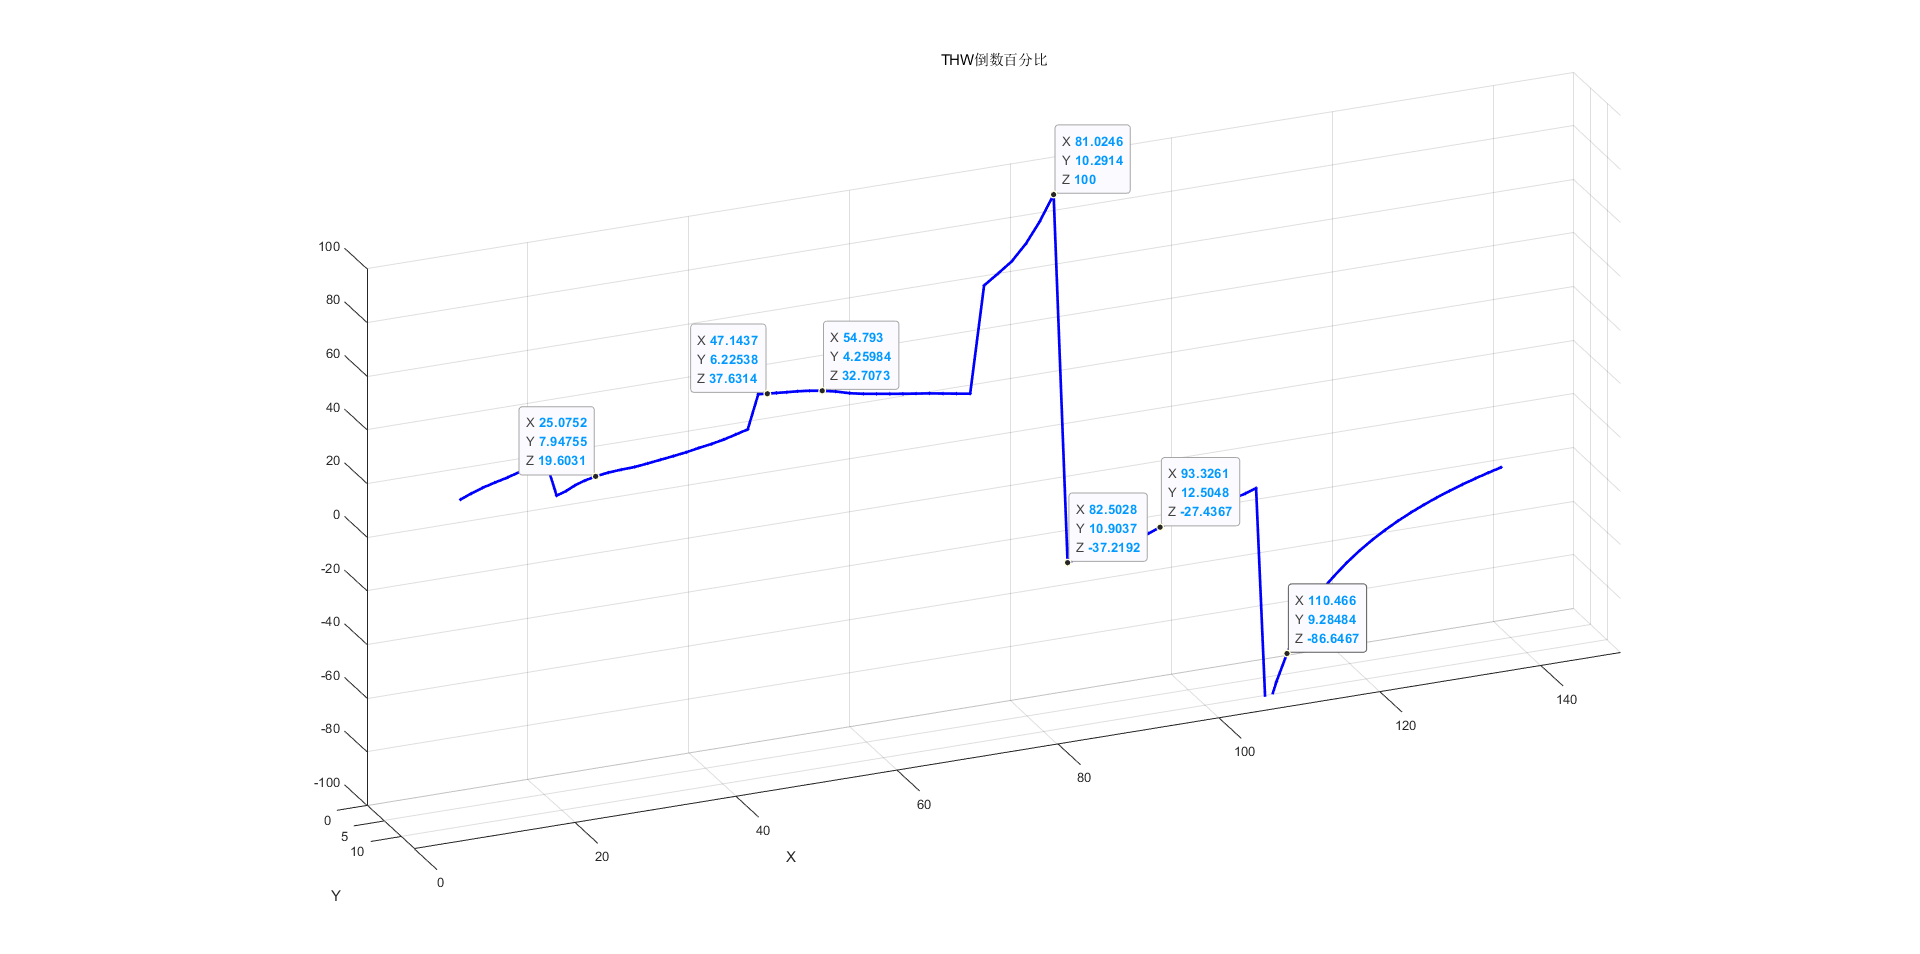 THW倒数百分比
X 81.0246
Y 10.2914
Z 100
X 47.1437
Y 6.22538
Z 37.6314
X 54.793
Y 4.25984
Z 32.7073
X 25.0752
Y 7.94755
Z 19.6031
X 93.3261
Y 12.5048
Z -27.4367
X 82.5028
Y 10.9037
Z -37.2192
X 110.466
Y 9.28484
Z -86.6467
100
80
60
40
20
0
-20
-40
-60
-80
-100
0
5
10
Y
0
20
40
60
80
100
120
140
X